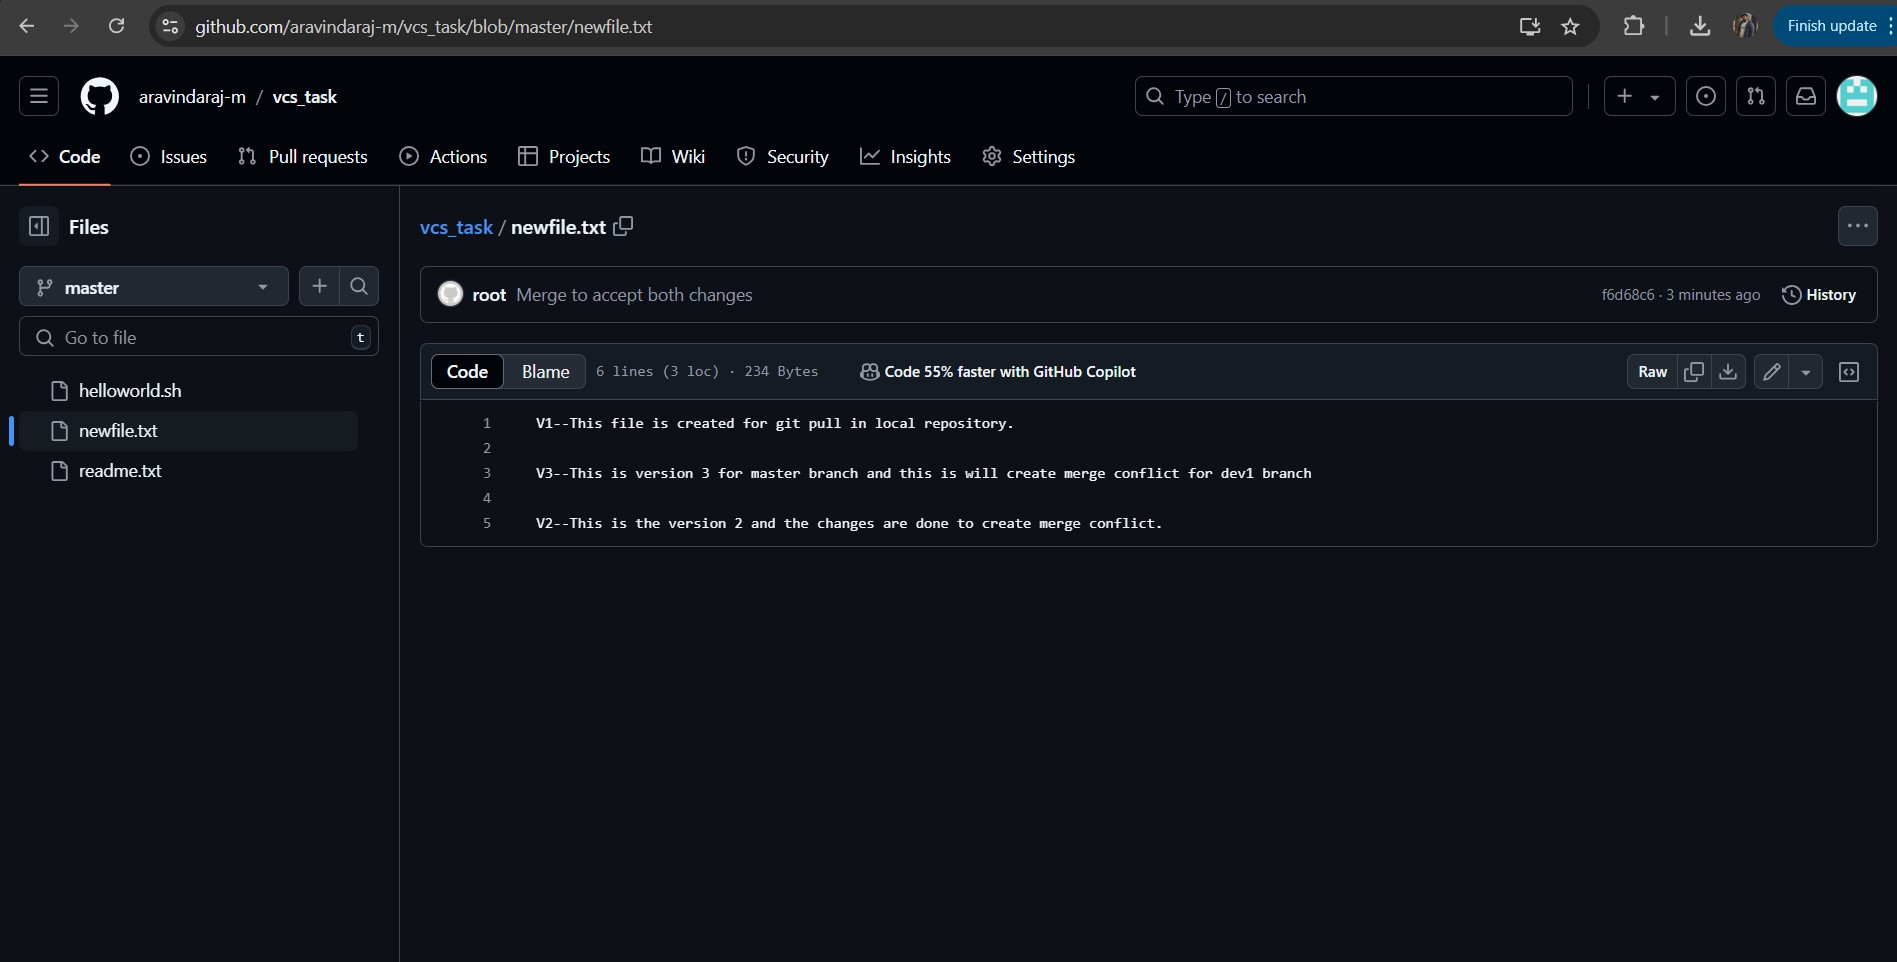 github.com/aravindaraj-m/vcs_task/blob/master/newfile.txt
Finish update
aravindaraj-m / vcs_task
Type / to search
Code Issues Pull requests Actions Projects Wiki Security Insights Settings
Files
vcs_task / newfile.txt
master
root Merge to accept both changes
f6d68c6 · 3 minutes ago History
Go to file t
Code Blame 6 lines (3 loc) · 234 Bytes Code 55% faster with GitHub Copilot Raw
helloworld.sh
newfile.txt
readme.txt
1 V1--This file is created for git pull in local repository.
2
3 V3--This is version 3 for master branch and this is will create merge conflict for dev1 branch
4
5 V2--This is the version 2 and the changes are done to create merge conflict.